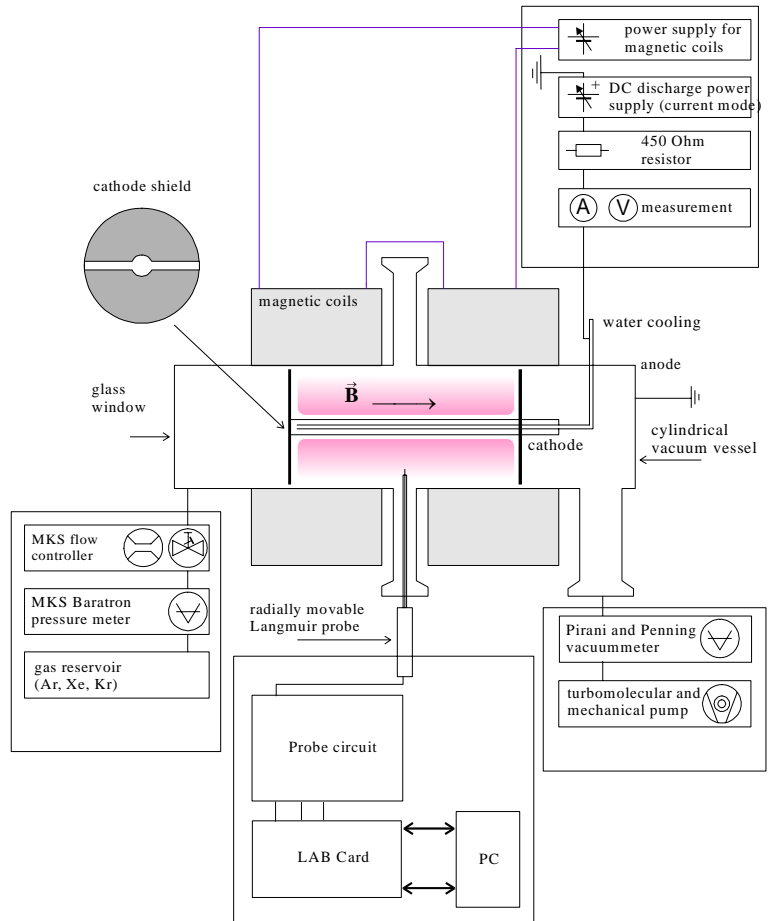 power supply for
magnetic coils
+ DC discharge power
supply (current mode)
450 Ohm
resistor
A V measurement
cathode shield
magnetic coils
water cooling
anode
glass
window
B
cathode
cylindrical
vacuum vessel
MKS flow
controller
MKS Baratron
pressure meter
gas reservoir
(Ar, Xe, Kr)
radially movable
Langmuir probe
Pirani and Penning
vacuummeter
turbomolecular and
mechanical pump
Probe circuit
LAB Card
PC